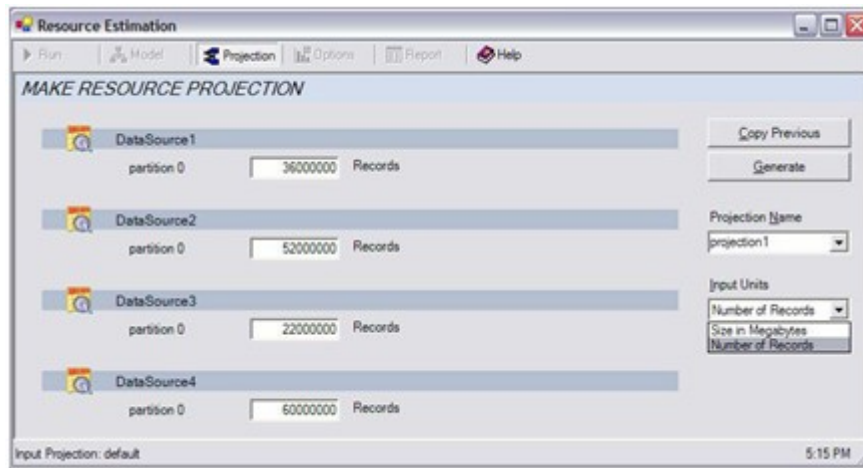 Resource Estimation
Run Model Projection Options Report Help
MAKE RESOURCE PROJECTION
DataSource1
partition 0 36000000 Records
DataSource2
partition 0 52000000 Records
DataSource3
partition 0 22000000 Records
DataSource4
partition 0 60000000 Records
Copy Previous
Generate
Projection Name
projection1
Input Units
Number of Records
Size in Megabytes
Number of Records
Input Projection: default 5:15 PM